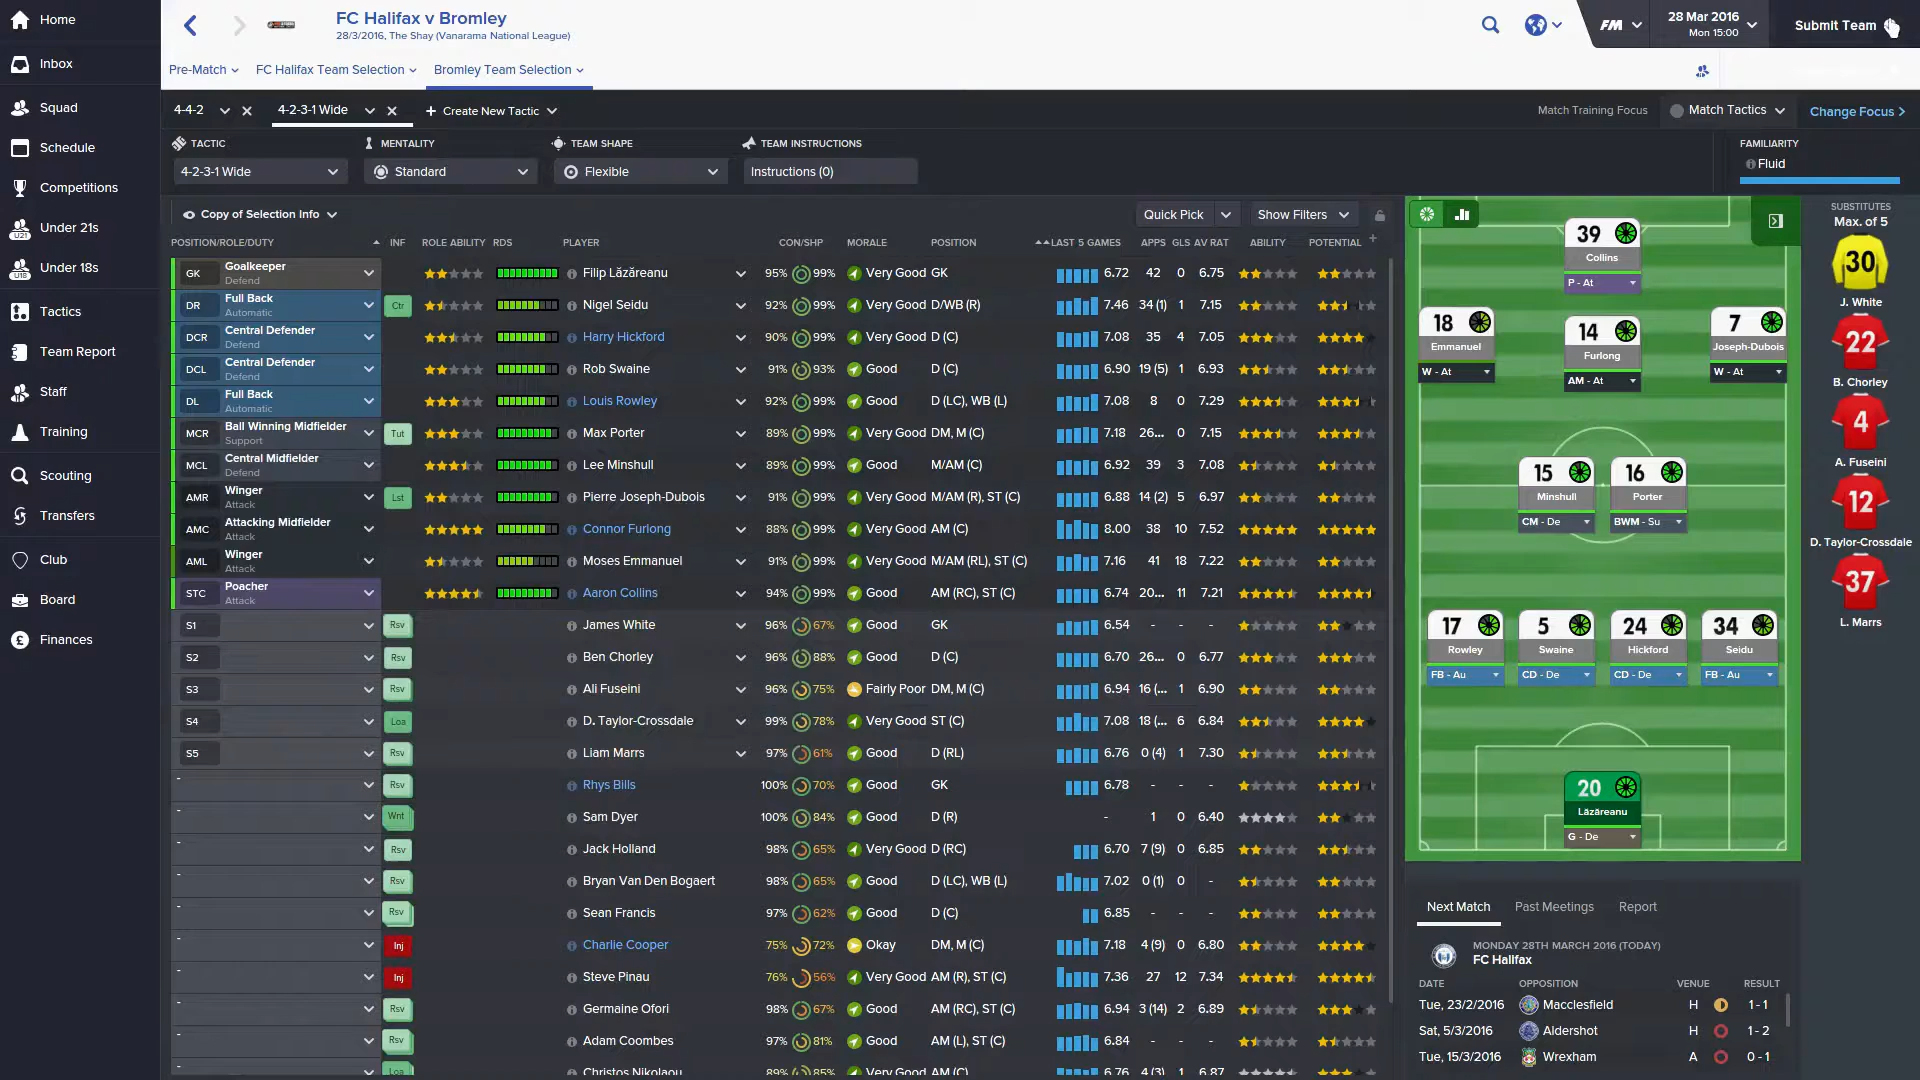 Home
Inbox
Squad
Schedule
Competitions
Under 21s
Under 18s
Tactics
Team Report
Staff
Training
Scouting
Transfers
Club
Board
Finances
FC Halifax v Bromley
28/3/2016, The Shay (Vanarama National League)
FM
28 Mar 2016
Mon 15:00
Submit Team
Pre-Match FC Halifax Team Selection Bromley Team Selection
4-4-2 4-2-3-1 Wide + Create New Tactic
Match Training Focus Match Tactics Change Focus >
TACTIC MENTALITY TEAM SHAPE TEAM INSTRUCTIONS
4-2-3-1 Wide Standard Flexible Instructions (0)
FAMILIARITY
Fluid
Copy of Selection Info Quick Pick Show Filters
POSITION/ROLE/DUTY INF ROLE ABILITY RDS PLAYER CON/SHP MORALE POSITION LAST 5 GAMES APPS GLS AV RAT ABILITY POTENTIAL
GK Goalkeeper Defend Filip Lăzăreanu 95% 99% Very Good GK 6.72 42 0 6.75
DR Full Back Automatic Ctr Nigel Seidu 92% 99% Very Good D/WB (R) 7.46 34 (1) 1 7.15
DCR Central Defender Defend Harry Hickford 90% 99% Very Good D (C) 7.08 35 4 7.05
DCL Central Defender Defend Rob Swaine 91% 93% Good D (C) 6.90 19 (5) 1 6.93
DL Full Back Automatic Louis Rowley 92% 99% Good D (LC), WB (L) 7.08 8 0 7.29
MCR Ball Winning Midfielder Support Tut Max Porter 89% 99% Very Good DM, M (C) 7.18 26... 0 7.15
MCL Central Midfielder Defend Lee Minshull 89% 99% Good M/AM (C) 6.92 39 3 7.08
AMR Winger Attack Lst Pierre Joseph-Dubois 91% 99% Very Good M/AM (R), ST (C) 6.88 14 (2) 5 6.97
AMC Attacking Midfielder Attack Connor Furlong 88% 99% Very Good AM (C) 8.00 38 10 7.52
AML Winger Attack Moses Emmanuel 91% 99% Very Good M/AM (RL), ST (C) 7.16 41 18 7.22
STC Poacher Attack Aaron Collins 94% 99% Good AM (RC), ST (C) 6.74 20... 11 7.21
S1 Rsv James White 96% 67% Good GK 6.54 - - -
S2 Rsv Ben Chorley 96% 88% Good D (C) 6.70 26... 0 6.77
S3 Rsv Ali Fuseini 96% 75% Fairly Poor DM, M (C) 6.94 16 (... 1 6.90
S4 Loa D. Taylor-Crossdale 99% 78% Very Good ST (C) 7.08 18 (... 6 6.84
S5 Rsv Liam Marrs 97% 61% Good D (RL) 6.76 0 (4) 1 7.30
- Rsv Rhys Bills 100% 70% Good GK 6.78 - - -
- Wnt Sam Dyer 100% 84% Good D (R) - 1 0 6.40
- Rsv Jack Holland 98% 65% Very Good D (RC) 6.70 7 (9) 0 6.85
- Rsv Bryan Van Den Bogaert 98% 65% Good D (LC), WB (L) 7.02 0 (1) 0 -
- Rsv Sean Francis 97% 62% Good D (C) 6.85 - - -
- Inj Charlie Cooper 75% 72% Okay DM, M (C) 7.18 4 (9) 0 6.80
- Inj Steve Pinau 76% 56% Very Good AM (R), ST (C) 7.36 27 12 7.34
- Rsv Germaine Ofori 98% 67% Good AM (RC), ST (C) 6.94 3 (14) 2 6.89
- Rsv Adam Coombes 97% 81% Good AM (L), ST (C) 6.84 - - -
Loa Christos Nikolaou 89% 85% Very Good AM (C) 6.76 4 (3) 1 6.87
39
Collins
P - At
18 14 7
Emmanuel Furlong Joseph-Dubois
W - At AM - At W - At
15 16
Minshull Porter
CM - De BWM - Su
17 5 24 34
Rowley Swaine Hickford Seidu
FB - Au CD - De CD - De FB - Au
20
Lăzăreanu
G - De
SUBSTITUTES
Max. of 5
30
J. White
22
B. Chorley
4
A. Fuseini
12
D. Taylor-Crossdale
37
L. Marrs
Next Match Past Meetings Report
MONDAY 28TH MARCH 2016 (TODAY)
FC Halifax
DATE OPPOSITION VENUE RESULT
Tue, 23/2/2016 Macclesfield H 1 - 1
Sat, 5/3/2016 Aldershot H 1 - 2
Tue, 15/3/2016 Wrexham A 0 - 1